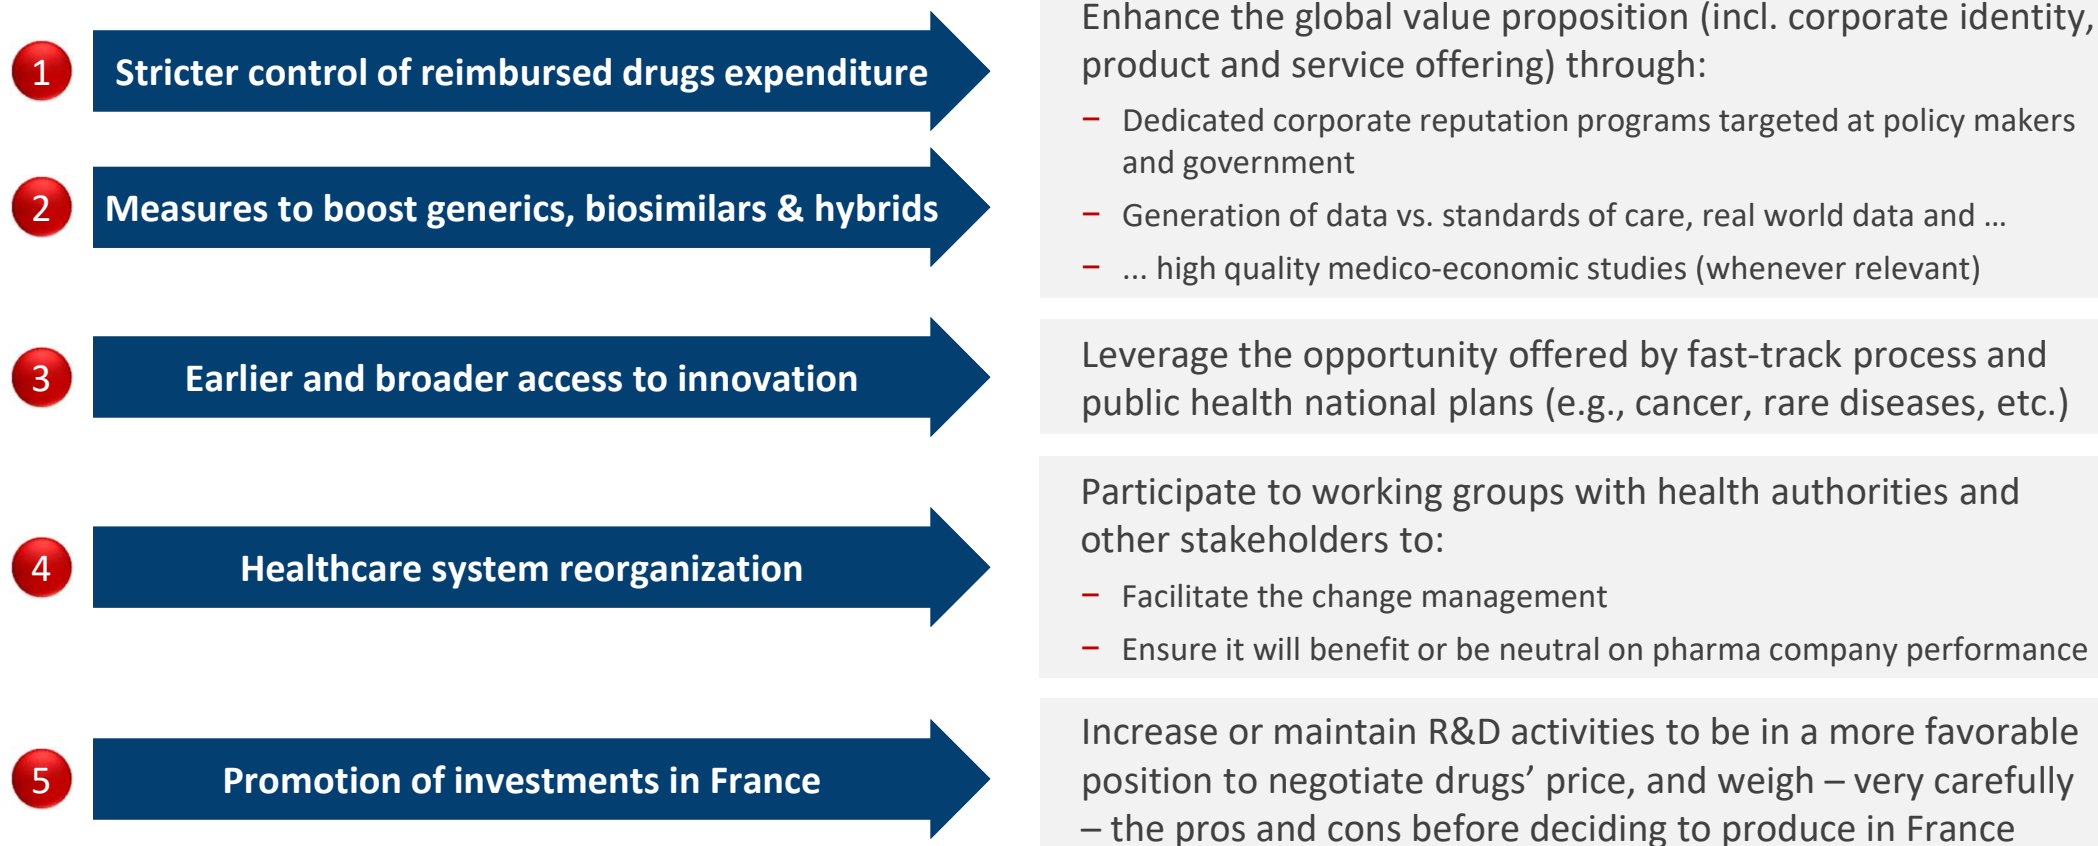 1
Stricter control of reimbursed drugs expenditure
Enhance the global value proposition (incl. corporate identity,
product and service offering) through:
– Dedicated corporate reputation programs targeted at policy makers
and government
2
Measures to boost generics, biosimilars & hybrids
– Generation of data vs. standards of care, real world data and ...
– ... high quality medico-economic studies (whenever relevant)
3
Earlier and broader access to innovation
Leverage the opportunity offered by fast-track process and
public health national plans (e.g., cancer, rare diseases, etc.)
4
Healthcare system reorganization
Participate to working groups with health authorities and
other stakeholders to:
– Facilitate the change management
– Ensure it will benefit or be neutral on pharma company performance
5
Promotion of investments in France
Increase or maintain R&D activities to be in a more favorable
position to negotiate drugs’ price, and weigh – very carefully
– the pros and cons before deciding to produce in France